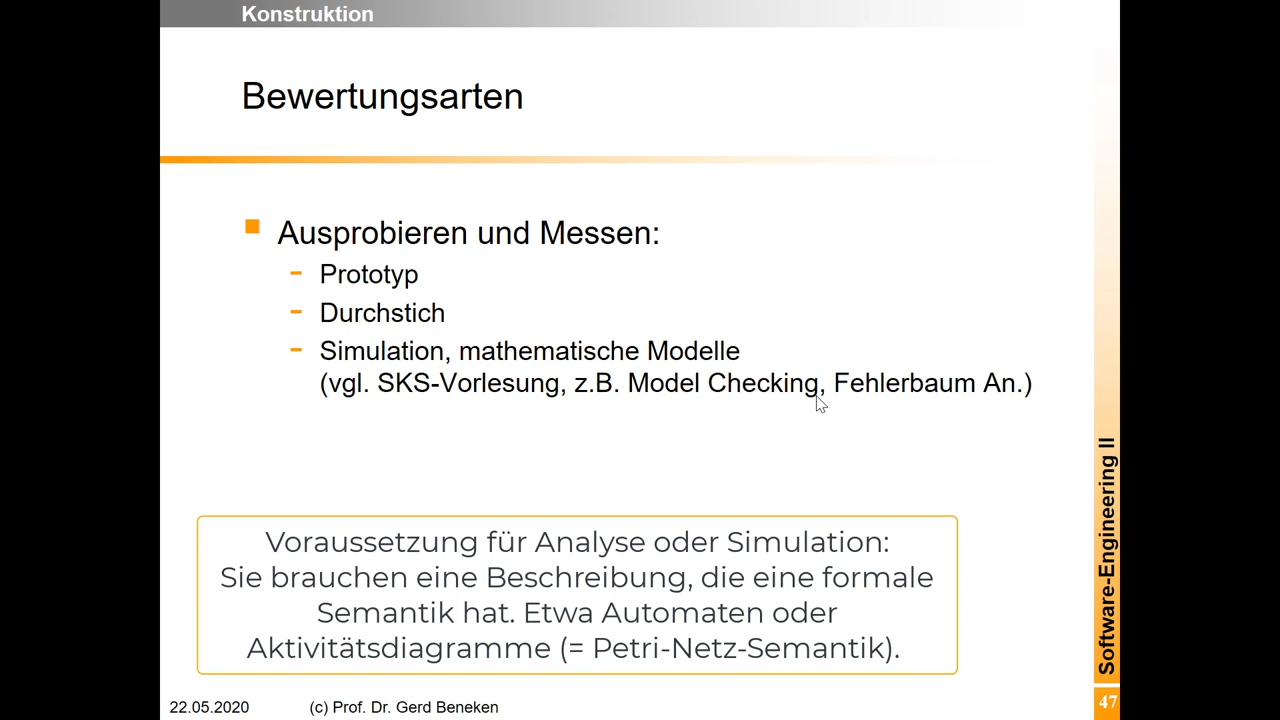 Konstruktion
Bewertungsarten
Ausprobieren und Messen:
- Prototyp
- Durchstich
- Simulation, mathematische Modelle
(vgl. SKS-Vorlesung, z.B. Model Checking, Fehlerbaum An.)
Voraussetzung für Analyse oder Simulation:
Sie brauchen eine Beschreibung, die eine formale
Semantik hat. Etwa Automaten oder
Aktivitätsdiagramme (= Petri-Netz-Semantik).
Software-Engineering II
22.05.2020
(c) Prof. Dr. Gerd Beneken
47